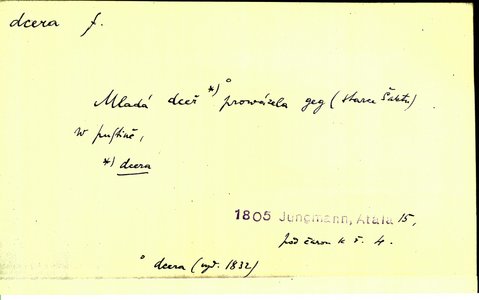 dcera f.
Mladá dceř *)° prowázela geg (starce Šakta)
w pustině,
*) dcera
1805 Jungmann, Atala 15,
pod čarou k ř. 4.
° dcera (vyd. 1832)